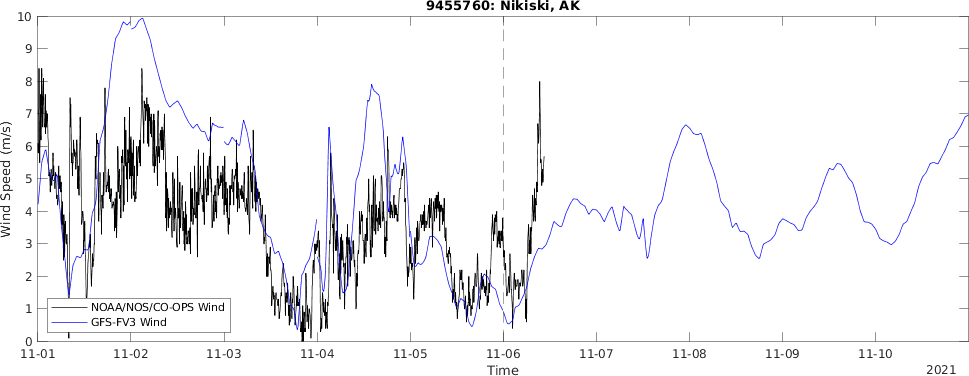 9455760: Nikiski, AK
Wind Speed (m/s)
10
9
8
7
6
5
4
3
2
1
0
NOAA/NOS/CO-OPS Wind
GFS-FV3 Wind
11-01 11-02 11-03 11-04 11-05 11-06 11-07 11-08 11-09 11-10
Time
2021